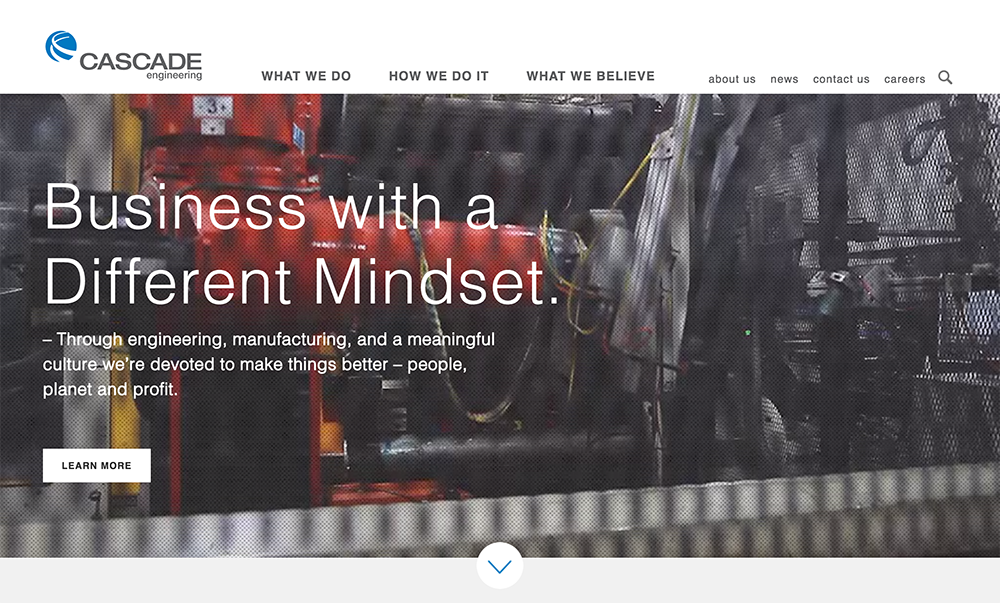 CASCADE
engineering
WHAT WE DO
HOW WE DO IT
WHAT WE BELIEVE
about us
news
contact us
careers
3+
Business with a
Different Mindset.
– Through engineering, manufacturing, and a meaningful
culture we're devoted to make things better – people,
planet and profit.
LEARN MORE